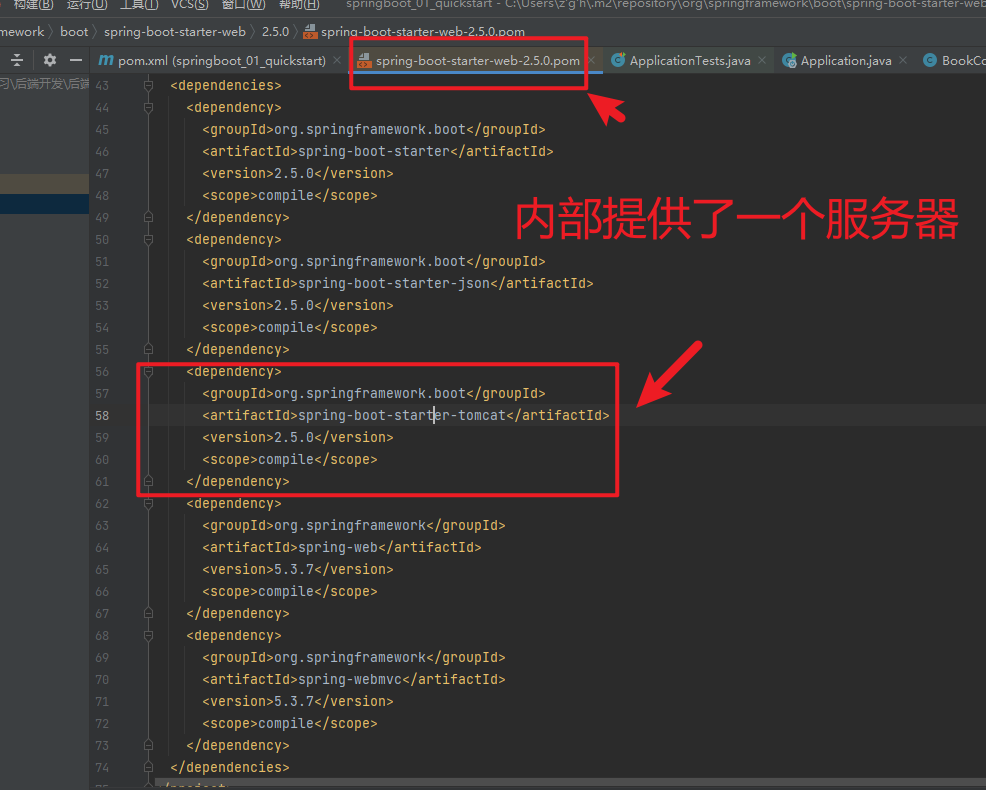 构建(B) 运行(U) 工具(T) VCS(S) 窗口(W) 帮助(H) springboot_01_quickstart - C:\Users\z'g'h\.m2\repository\org\springframework\boot\spring-boot-starter-web
mework boot spring-boot-starter-web 2.5.0 spring-boot-starter-web-2.5.0.pom
pom.xml (springboot_01_quickstart) spring-boot-starter-web-2.5.0.pom ApplicationTests.java Application.java BookCo
习\后端开发\后端
43 <dependencies>
44 <dependency>
45 <groupId>org.springframework.boot</groupId>
46 <artifactId>spring-boot-starter</artifactId>
47 <version>2.5.0</version>
48 <scope>compile</scope>
49 </dependency>
内部提供了一个服务器
50 <dependency>
51 <groupId>org.springframework.boot</groupId>
52 <artifactId>spring-boot-starter-json</artifactId>
53 <version>2.5.0</version>
54 <scope>compile</scope>
55 </dependency>
56 <dependency>
57 <groupId>org.springframework.boot</groupId>
58 <artifactId>spring-boot-starter-tomcat</artifactId>
59 <version>2.5.0</version>
60 <scope>compile</scope>
61 </dependency>
62 <dependency>
63 <groupId>org.springframework</groupId>
64 <artifactId>spring-web</artifactId>
65 <version>5.3.7</version>
66 <scope>compile</scope>
67 </dependency>
68 <dependency>
69 <groupId>org.springframework</groupId>
70 <artifactId>spring-webmvc</artifactId>
71 <version>5.3.7</version>
72 <scope>compile</scope>
73 </dependency>
74 </dependencies>